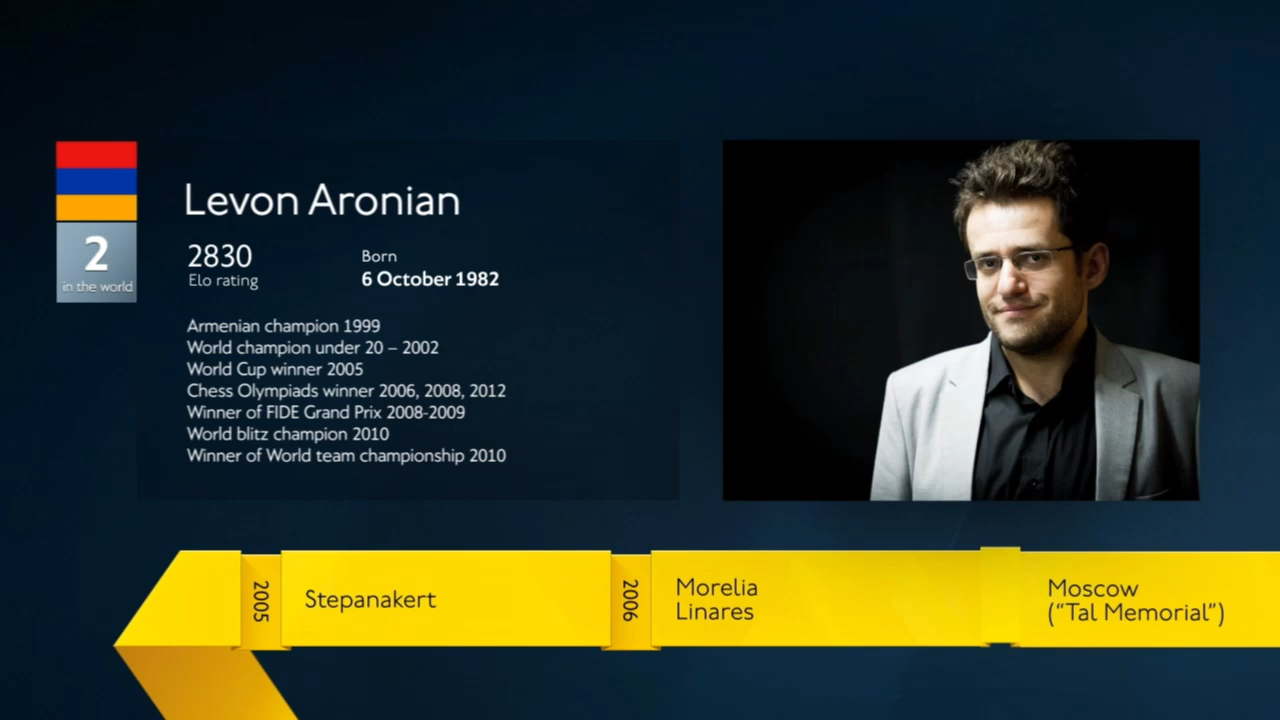 2
in the world
Levon Aronian
2830
Elo rating
Born
6 October 1982
Armenian champion 1999
World champion under 20 – 2002
World Cup winner 2005
Chess Olympiads winner 2006, 2008, 2012
Winner of FIDE Grand Prix 2008-2009
World blitz champion 2010
Winner of World team championship 2010
2005
Stepanakert
2006
Morelia
Linares
Moscow
(“Tal Memorial”)